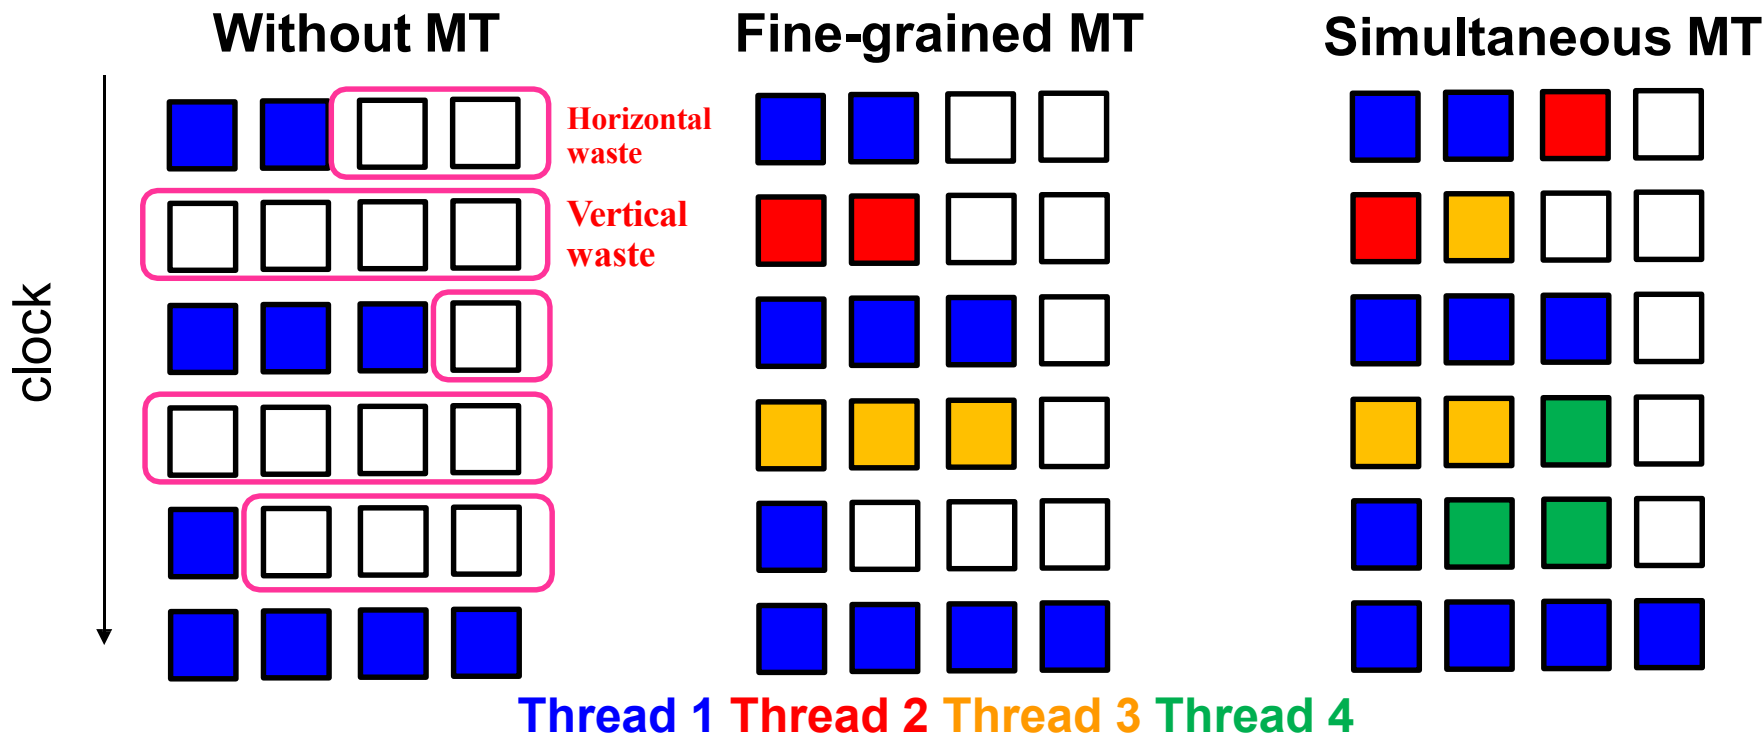 Without MT
Fine-grained MT
Simultaneous MT
Horizontal
waste
Vertical
waste
clock
Thread 1 Thread 2 Thread 3 Thread 4